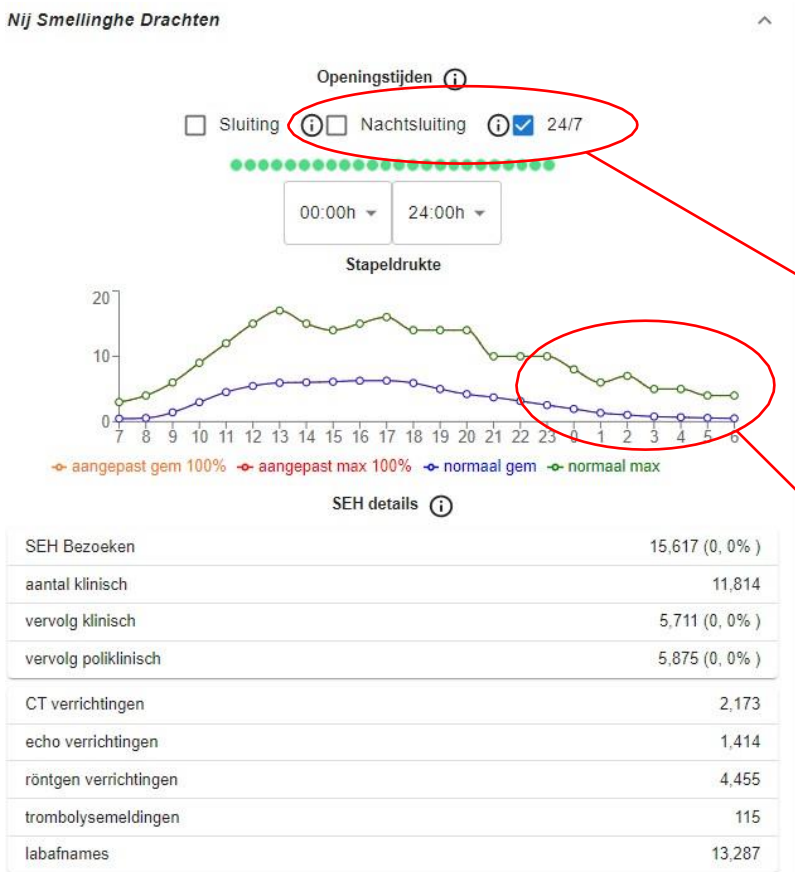 Nij Smellinghe Drachten
Openingstijden
Sluiting Nachtsluiting 24/7
00:00h 24:00h
Stapeldrukte
20
10
0
7 8 9 10 11 12 13 14 15 16 17 18 19 20 21 22 23 0 1 2 3 4 5 6
aangepast gem 100% aangepast max 100% normaal gem normaal max
SEH details
SEH Bezoeken 15,617 (0, 0% )
aantal klinisch 11,814
vervolg klinisch 5,711 (0, 0% )
vervolg poliklinisch 5,875 (0, 0% )
CT verrichtingen 2,173
echo verrichtingen 1,414
röntgen verrichtingen 4,455
trombolysemeldingen 115
labafnames 13,287